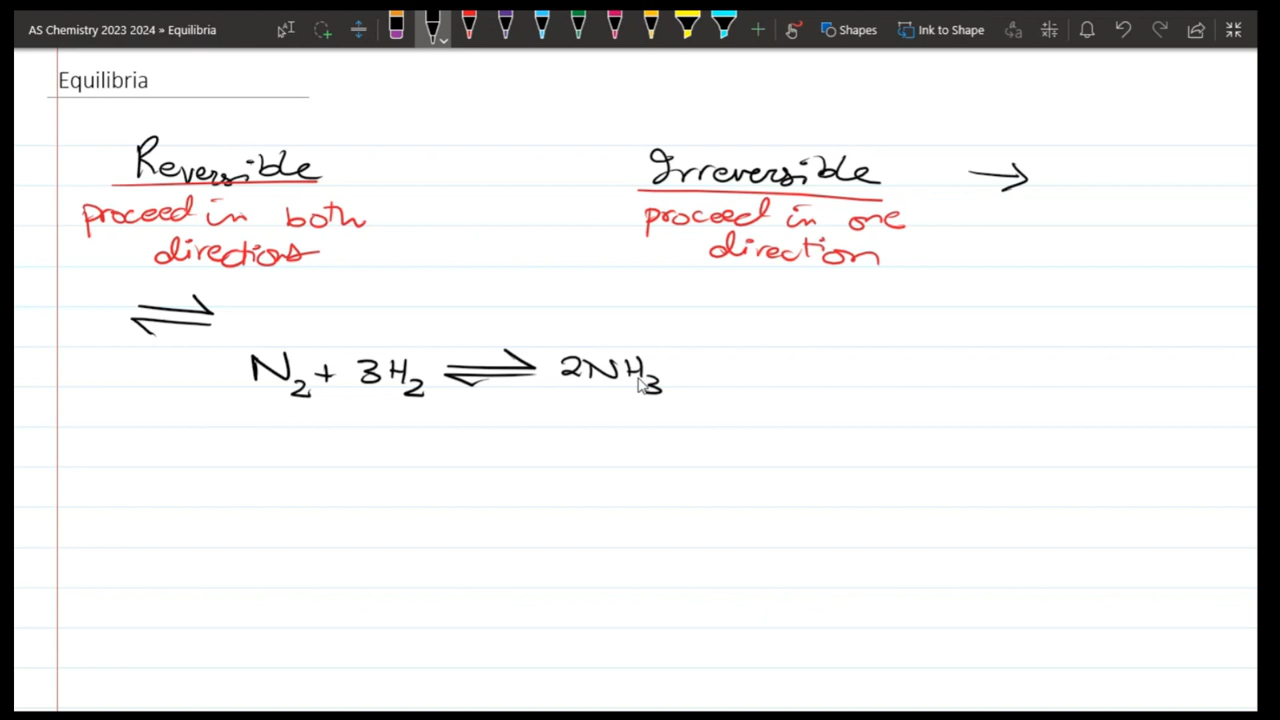 AS Chemistry 2023 2024 » Equilibria
Shapes
Ink to Shape
Equilibria
Reversible
proceed in both
directions
⇌
Irreversible →
proceed in one
direction
N₂ + 3H₂ ⇌ 2NH₃